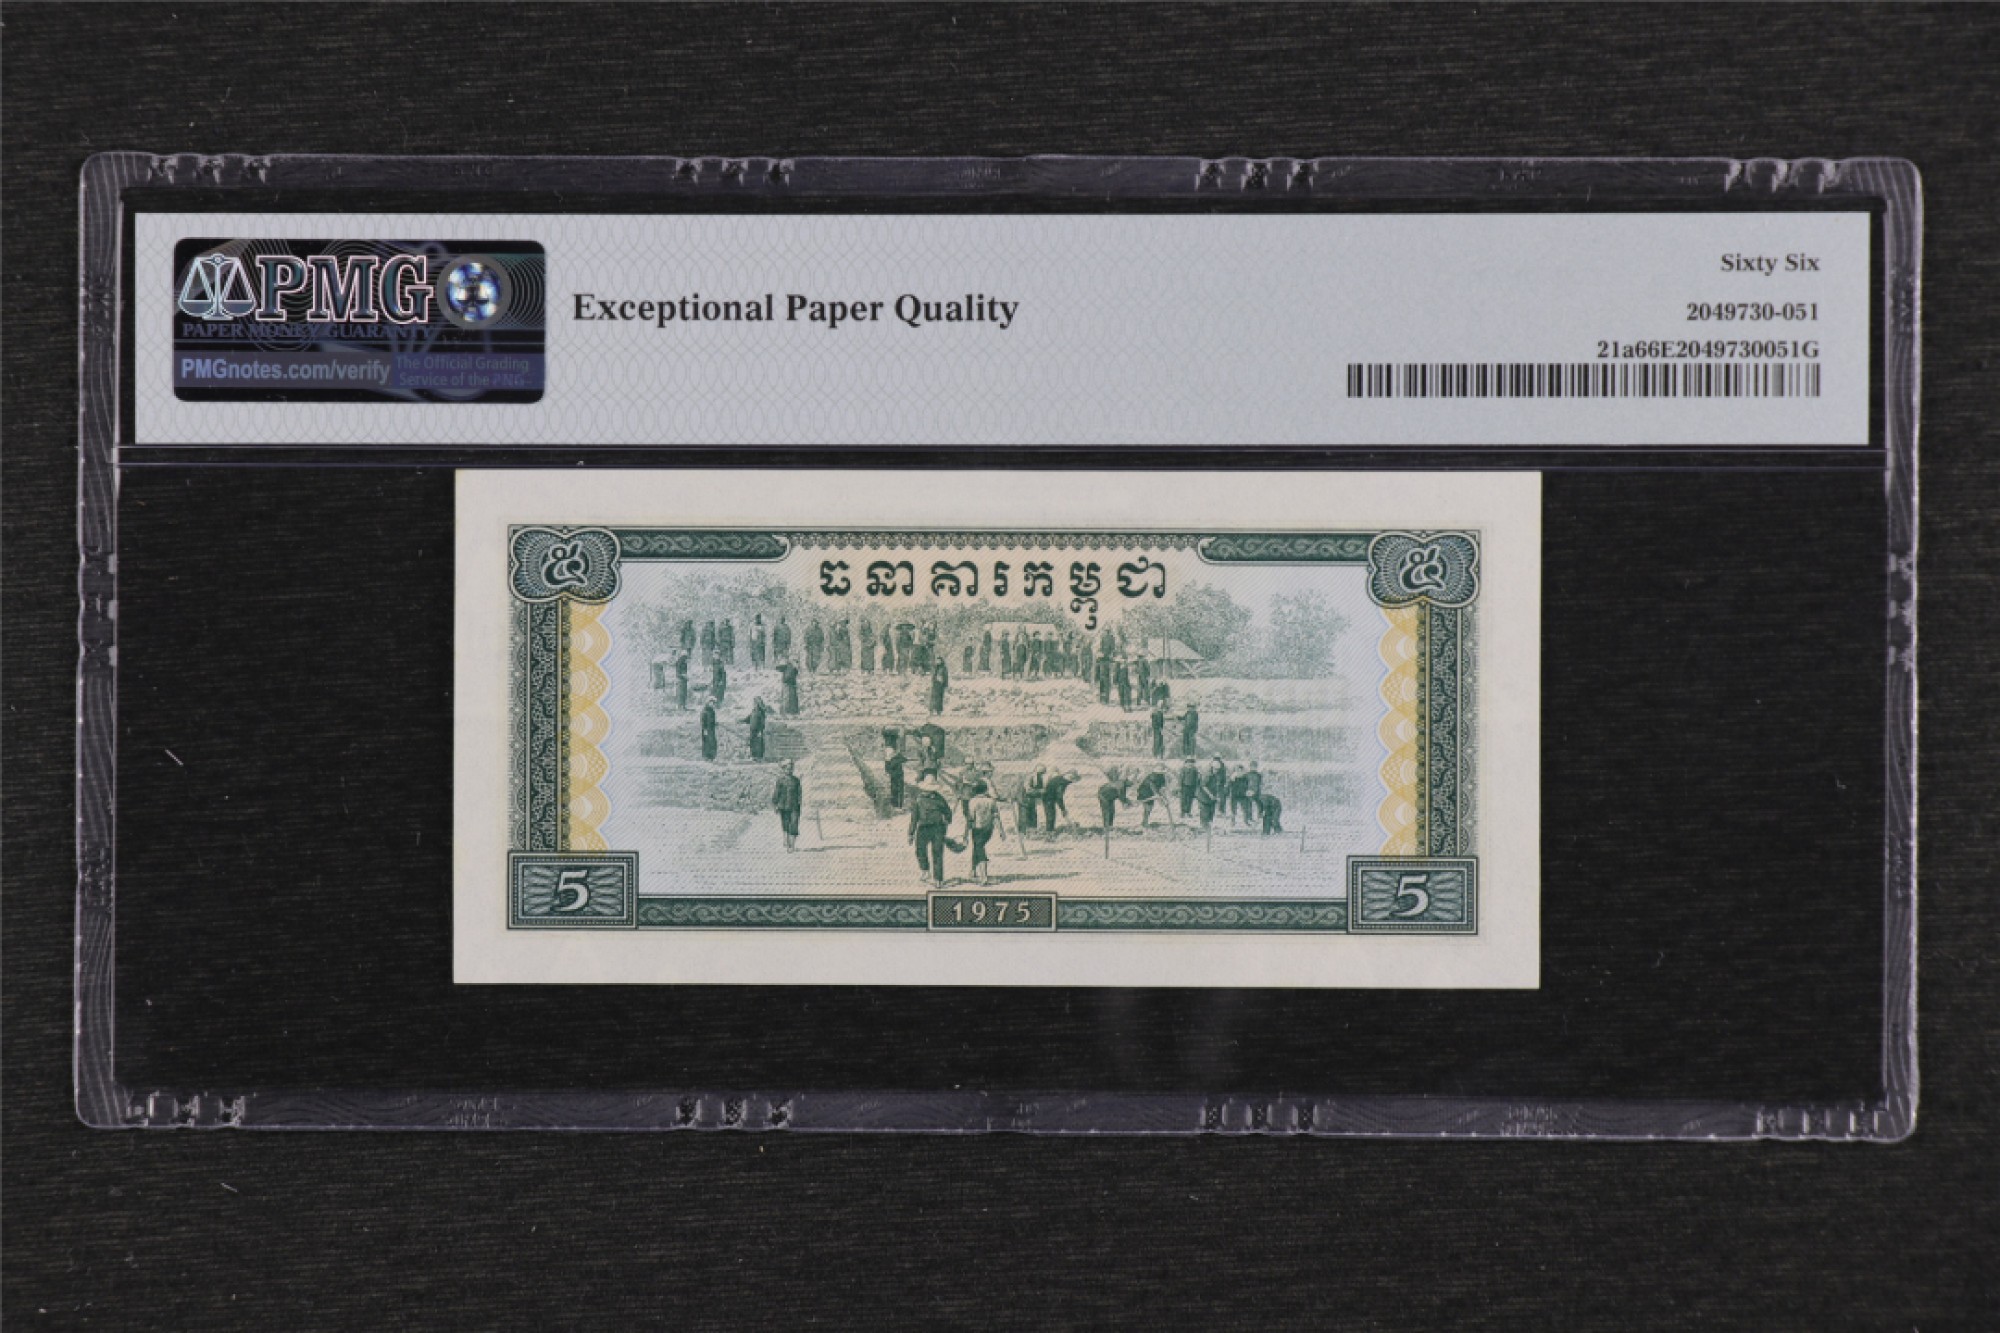 PMG
PAPER MONEY GUARANTY
PMGnotes.com/verify
The Official Grading
Service of the PNG
Exceptional Paper Quality
Sixty Six
2049730-051
21a66E2049730051G
៥
ធនាគារកម្ពុជា
៥
5
1975
5